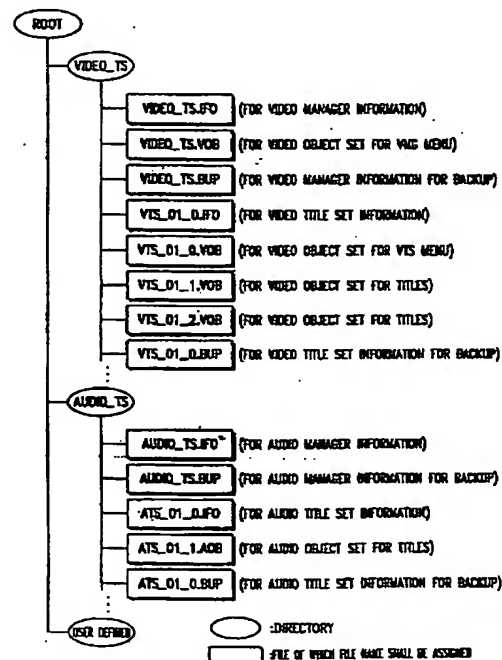 ROOT
VIDEO_TS
VIDEO_TS.IFO (FOR VIDEO MANAGER INFORMATION)
VIDEO_TS.VOB (FOR VIDEO OBJECT SET FOR VMG MENU)
VIDEO_TS.BUP (FOR VIDEO MANAGER INFORMATION FOR BACKUP)
VTS_01_0.IFO (FOR VIDEO TITLE SET INFORMATION)
VTS_01_0.VOB (FOR VIDEO OBJECT SET FOR VTS MENU)
VTS_01_1.VOB (FOR VIDEO OBJECT SET FOR TITLES)
VTS_01_2.VOB (FOR VIDEO OBJECT SET FOR TITLES)
VTS_01_0.BUP (FOR VIDEO TITLE SET INFORMATION FOR BACKUP)
AUDIO_TS
AUDIO_TS.IFO (FOR AUDIO MANAGER INFORMATION)
AUDIO_TS.BUP (FOR AUDIO MANAGER INFORMATION FOR BACKUP)
ATS_01_0.IFO (FOR AUDIO TITLE SET INFORMATION)
ATS_01_1.AOB (FOR AUDIO OBJECT SET FOR TITLES)
ATS_01_0.BUP (FOR AUDIO TITLE SET INFORMATION FOR BACKUP)
USER DEFINED
:DIRECTORY
:FILE OF WHICH FILE NAME SHALL BE ASSIGNED